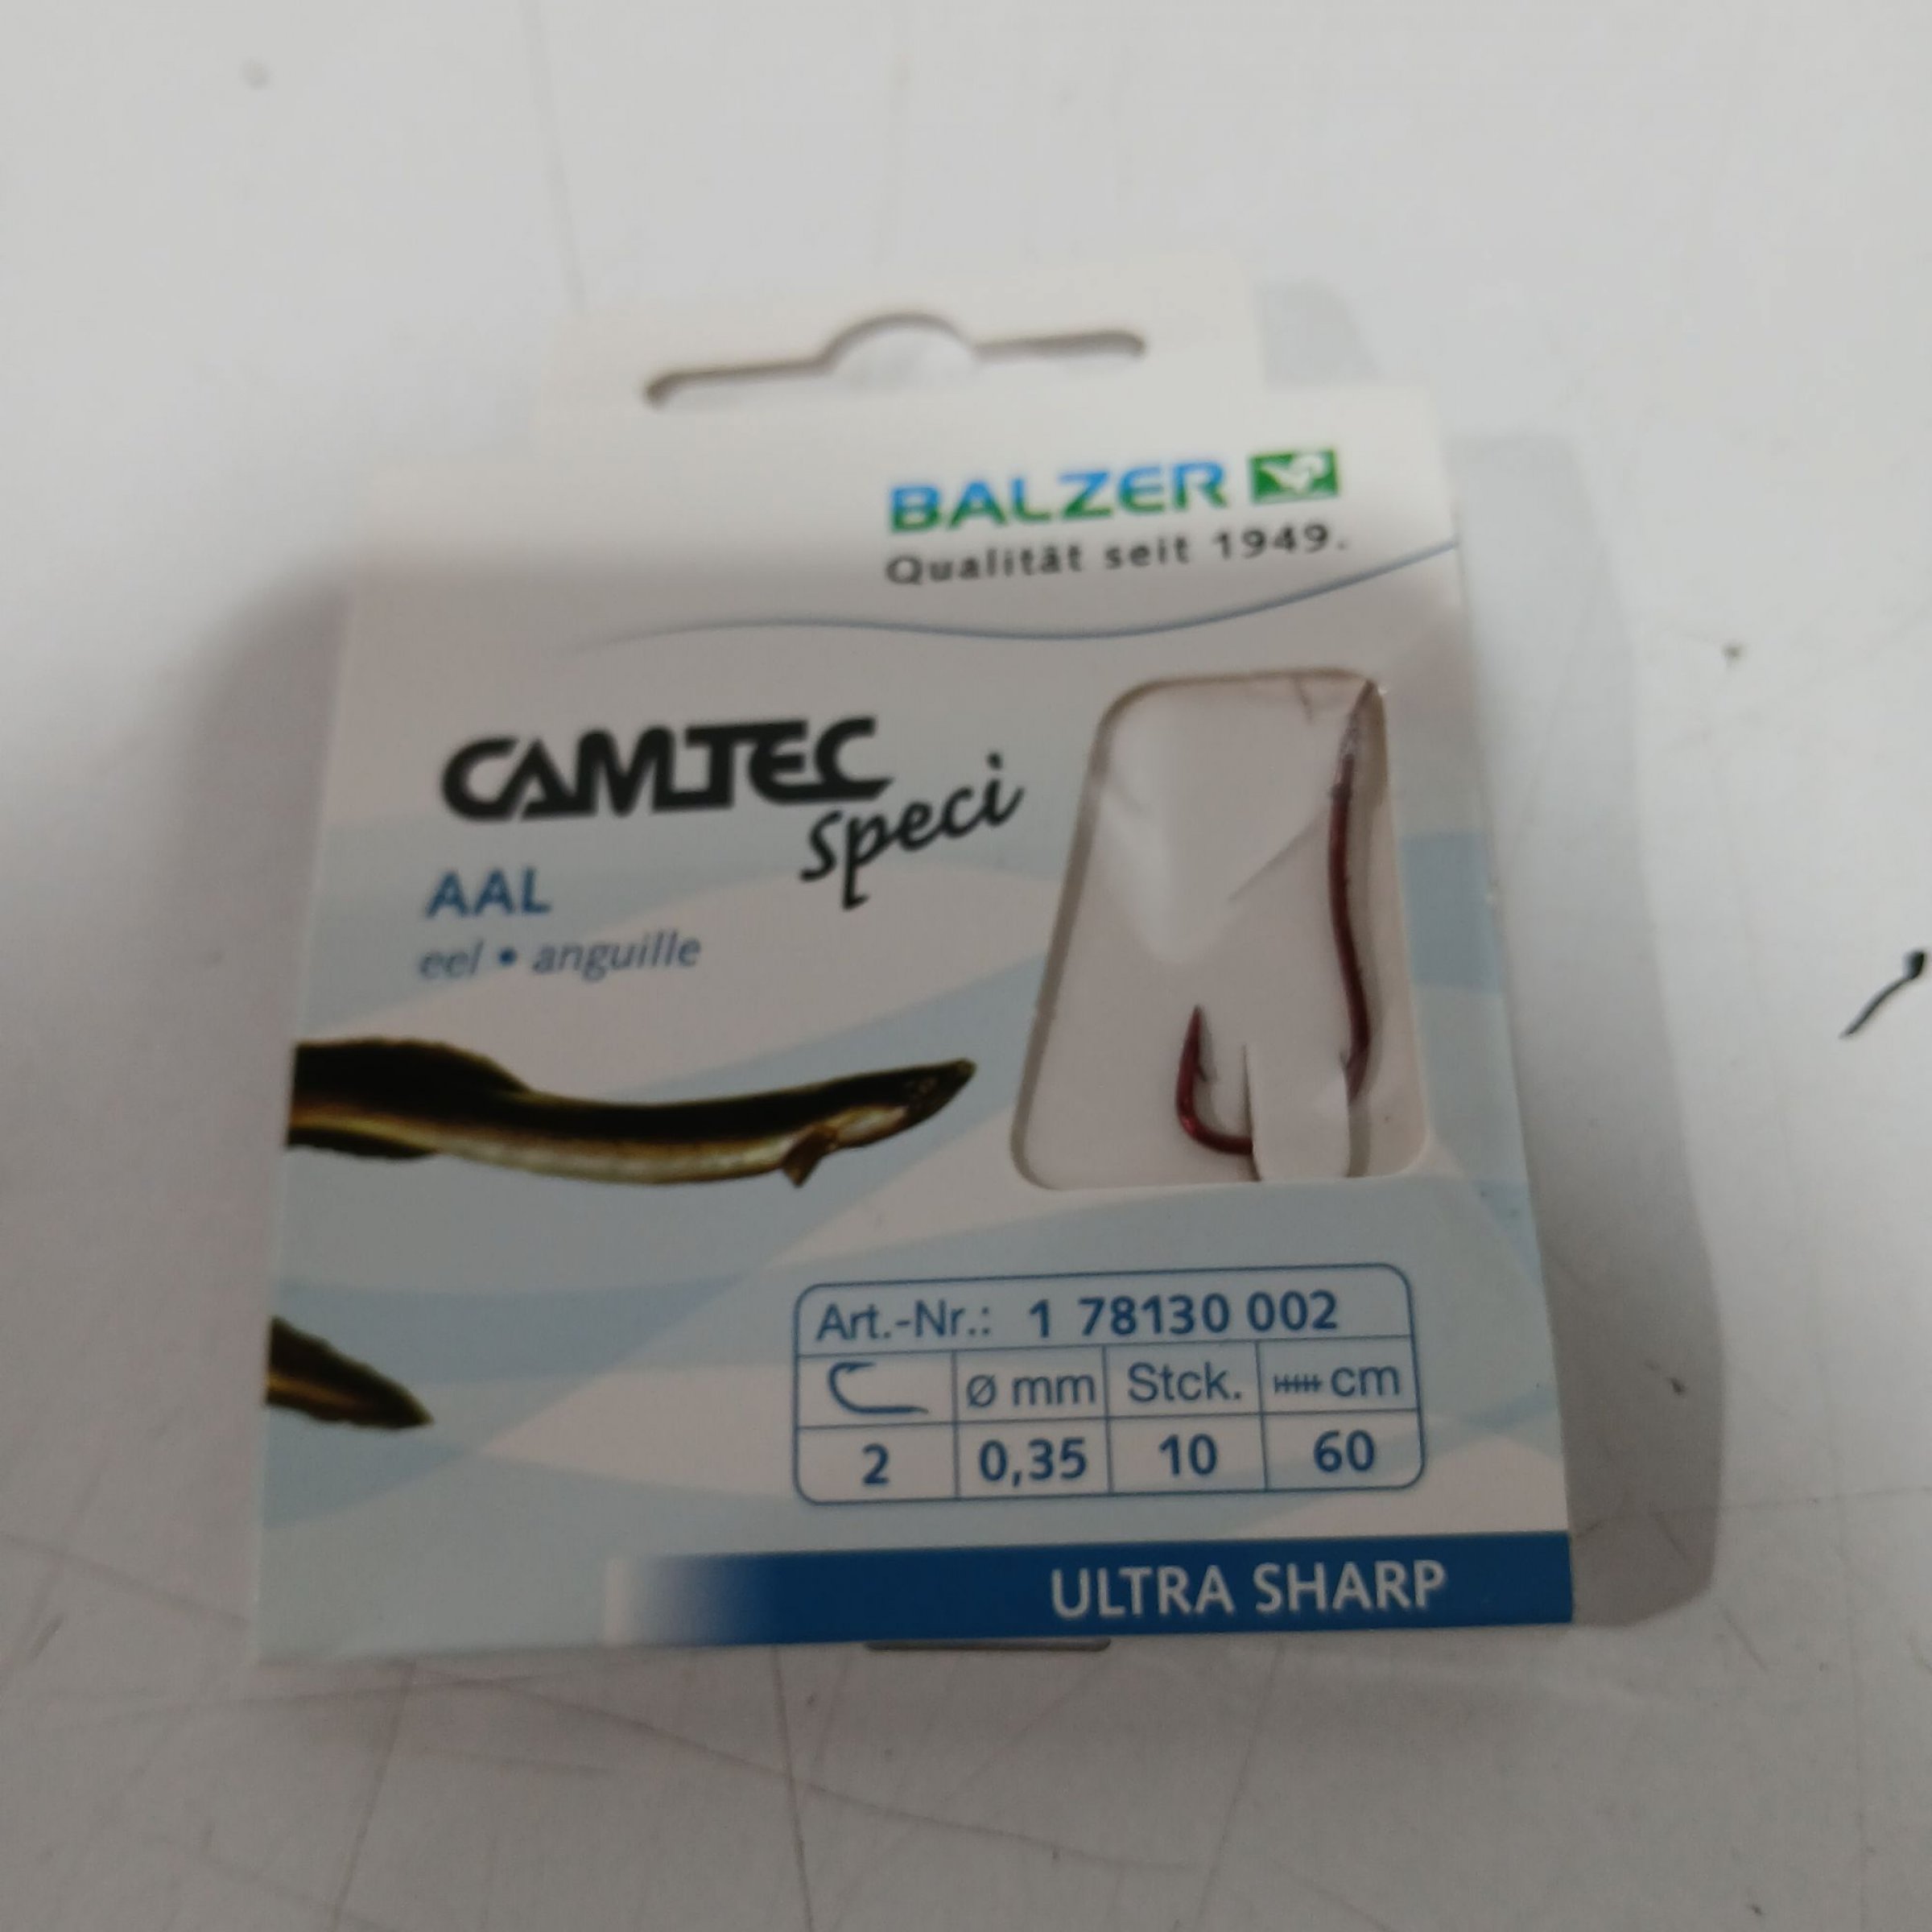 BALZER
Qualität seit 1949.
CAMTEC
speci
AAL
eel • anguille
Art.-Nr.: 1 78130 002
Ø mm Stck. cm
2 0,35 10 60
ULTRA SHARP